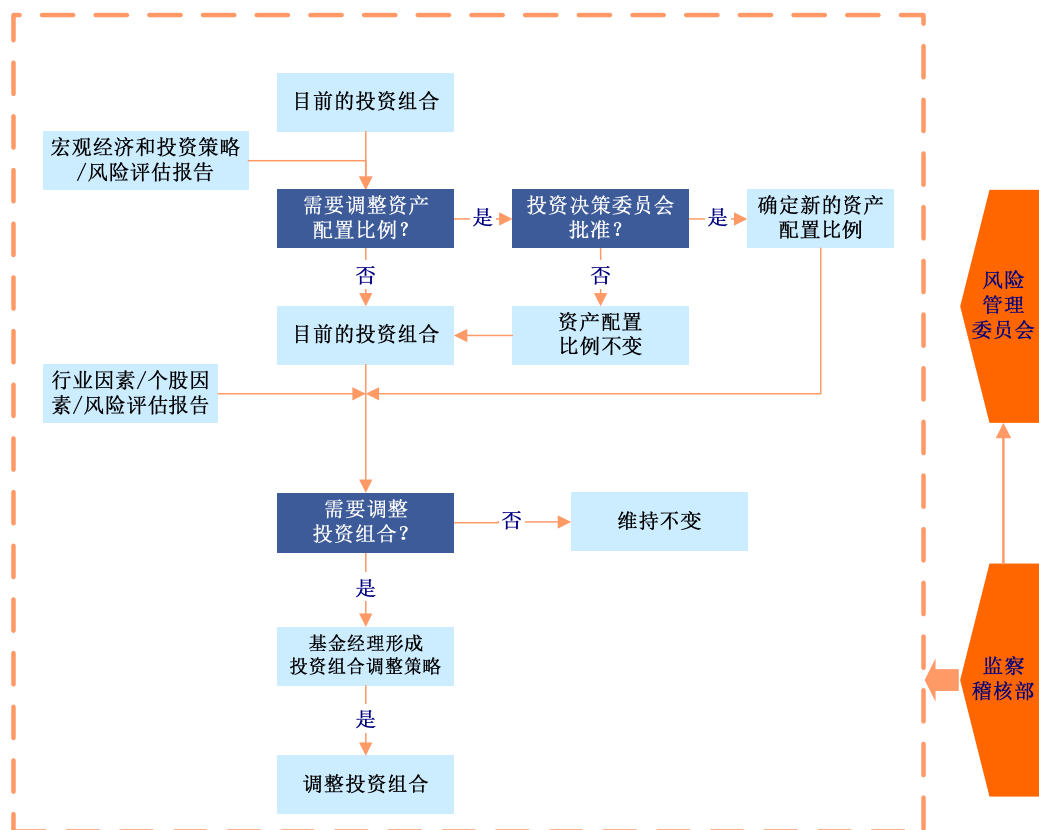 目前的投资组合
宏观经济和投资策略
/风险评估报告
需要调整资产
配置比例?
是
投资决策委员会
批准?
是
确定新的资产
配置比例
否
否
目前的投资组合
资产配置
比例不变
行业因素/个股因
素/风险评估报告
需要调整
投资组合?
否
维持不变
是
基金经理形成
投资组合调整策略
是
调整投资组合
风险
管理
委员会
监察
稽核部